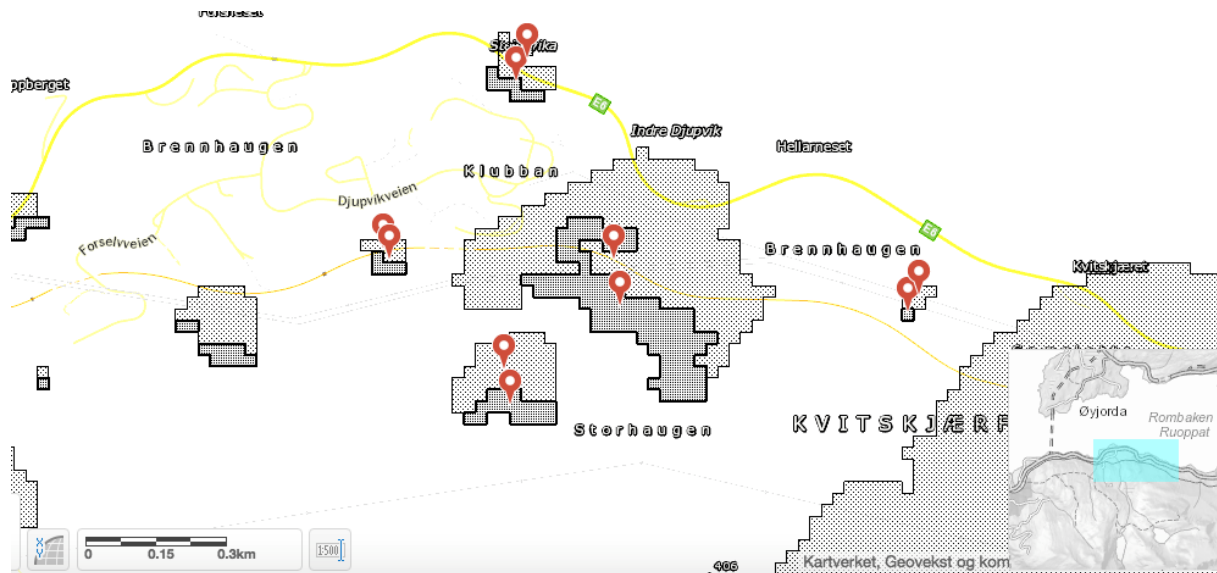 ppberget
E6
Indre Djupvik
Hellarneset
Brennhaugen
Klubban
Djupvikveien
Forselvveien
Brennhaugen
E6
Kvitskjæret
Storhaugen
Øyjorda
Rombaken
Ruoppat
X
Y
0
0.15
0.3km
1:500
406
Kartverket, Geovekst og kom